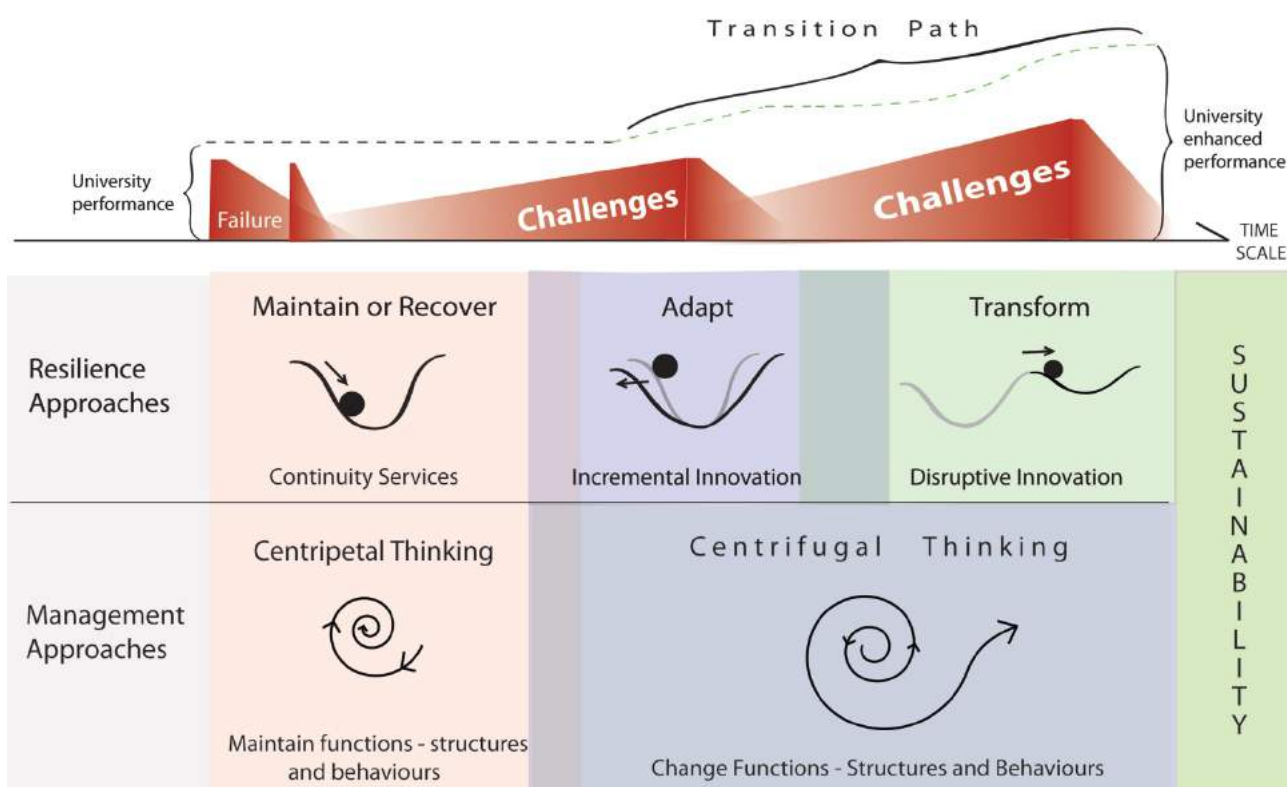 Transition Path
University
performance
Failure
Challenges
Challenges
University
enhanced
performance
TIME
SCALE
Resilience
Approaches
Maintain or Recover
Continuity Services
Adapt
Incremental Innovation
Transform
Disruptive Innovation
Management
Approaches
Centripetal Thinking
Maintain functions - structures
and behaviours
Centrifugal Thinking
Change Functions - Structures and Behaviours
SUSTAINABILITY